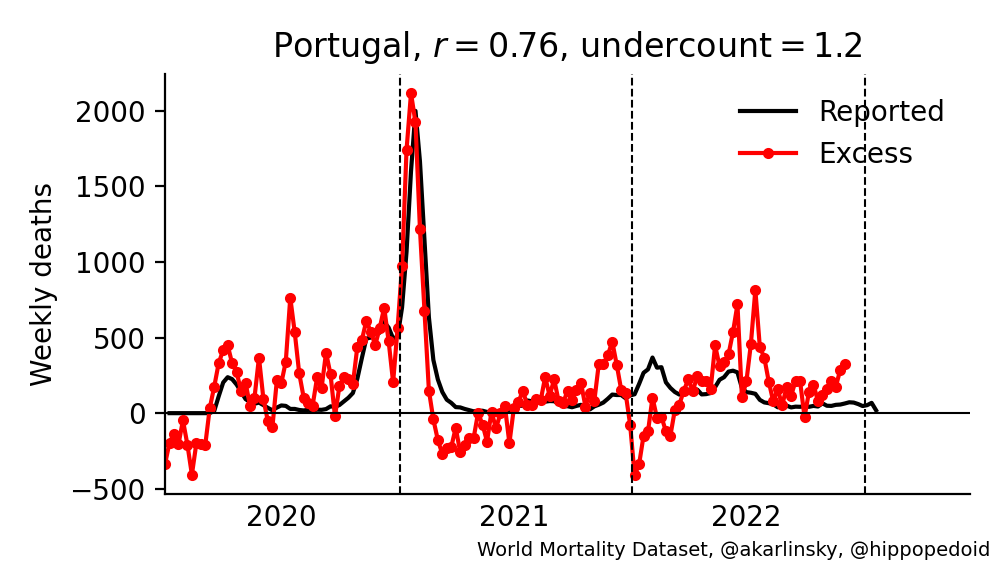 Portugal, r = 0.76, undercount = 1.2
Weekly deaths
2000
1500
1000
500
0
−500
Reported
Excess
2020
2021
2022
World Mortality Dataset, @akarlinsky, @hippopedoid